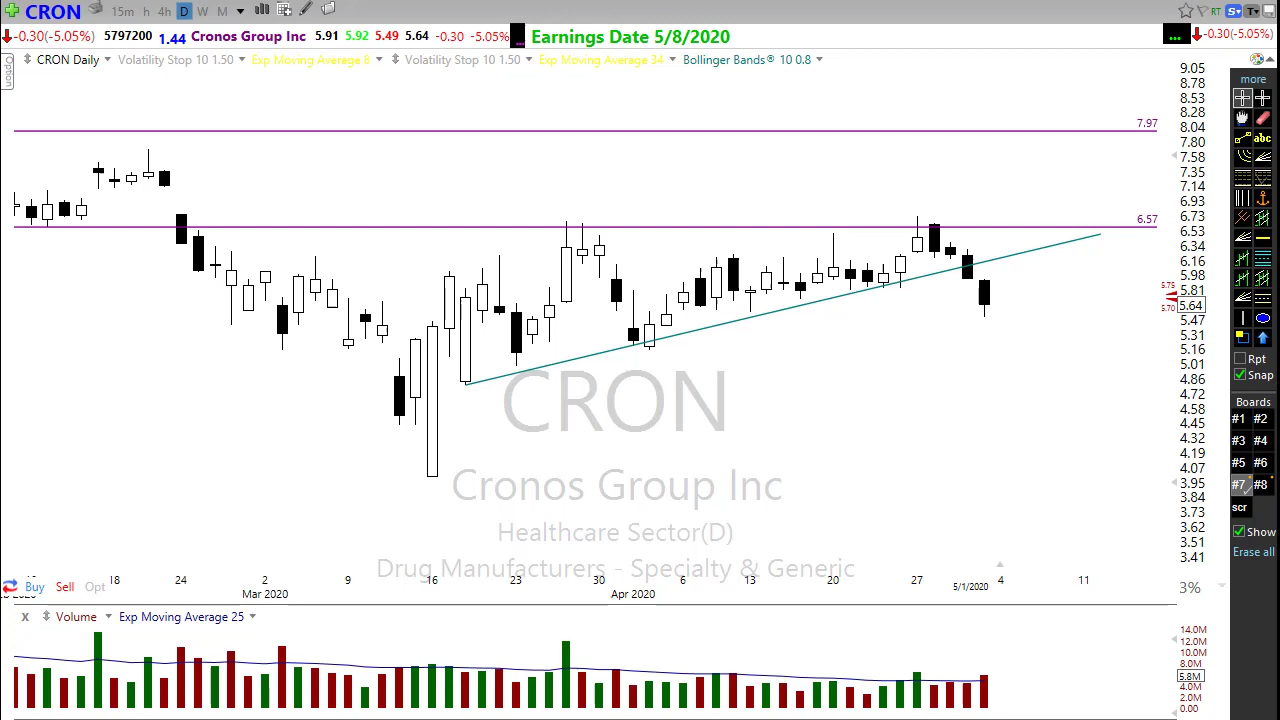 CRON 15m h 4h D W M RT S T
-0.30(-5.05%) 5797200 1.44 Cronos Group Inc 5.91 5.92 5.49 5.64 -0.30 -5.05% ... Earnings Date 5/8/2020 ... -0.30(-5.05%)
Option
CRON Daily Volatility Stop 10 1.50 Exp Moving Average 8 Volatility Stop 10 1.50 Exp Moving Average 34 Bollinger Bands® 10 0.8
9.05
8.78
8.53
8.28
8.04
7.80
7.58
7.35
7.14
6.93
6.73
6.53
6.34
6.16
5.98
5.81
5.64
5.47
5.31
5.16
5.01
4.86
4.72
4.58
4.45
4.32
4.19
4.07
3.95
3.84
3.73
3.62
3.51
3.41
7.97
6.57
5.75
5.70
CRON
Cronos Group Inc
Healthcare Sector(D)
Drug Manufacturers - Specialty & Generic
18 24 2 9 16 23 30 6 13 20 27 5/1/2020 4 11
Mar 2020 Apr 2020
Buy Sell Opt
3%
x Volume Exp Moving Average 25
14.0M
12.0M
10.0M
8.0M
5.8M
4.0M
2.0M
0.00
more
abc
Rpt
Snap
Boards
#1 #2
#3 #4
#5 #6
#7 #8
scr
Show
Erase all